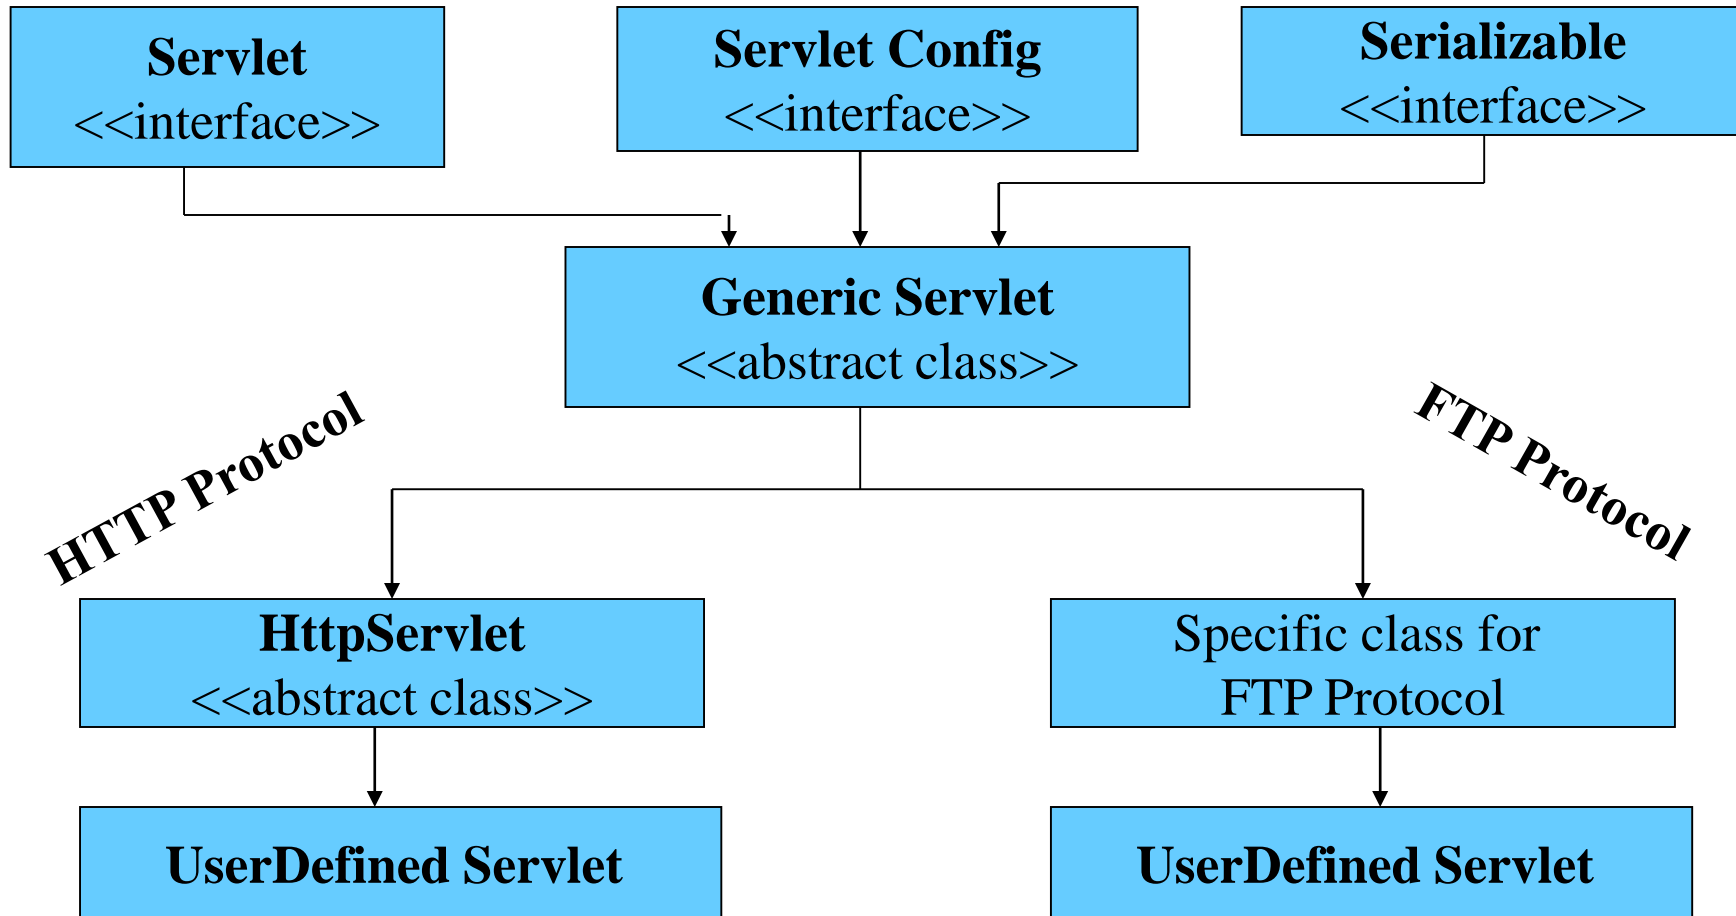 Servlet
<<interface>>
Servlet Config
<<interface>>
Serializable
<<interface>>
Generic Servlet
<<abstract class>>
HTTP Protocol
FTP Protocol
HttpServlet
<<abstract class>>
Specific class for
FTP Protocol
UserDefined Servlet
UserDefined Servlet